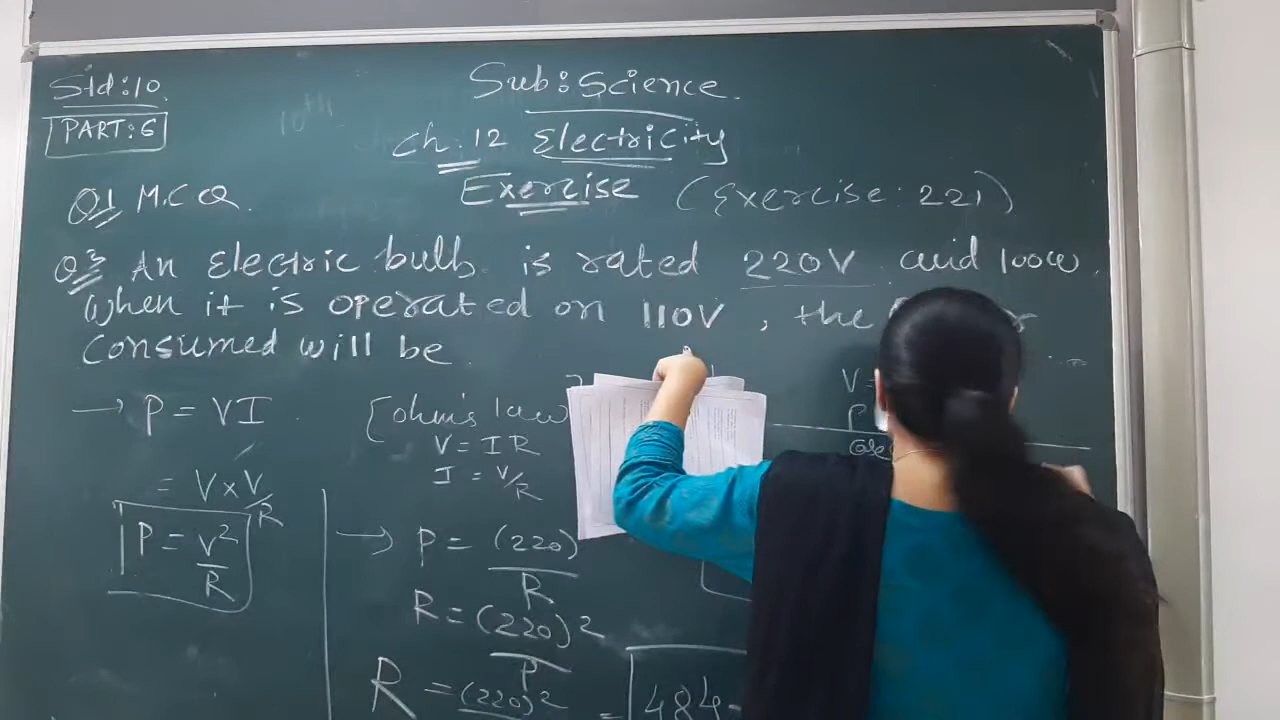 Std:10.
PART:6
Sub:Science.
Ch.12 Electricity
Exercise (Exercise:221)
Q1 M.C.Q.
Q3 An Electric bulb is rated 220V and 100W.
When it is operated on 110V, the
Consumed will be
→ P = VI
= V×V/R
P = V²/R
[ohm's law
V = IR
I = V/R
→ P = (220)/R
R = (220)²/P
R = (220)²
= 484
V=
P